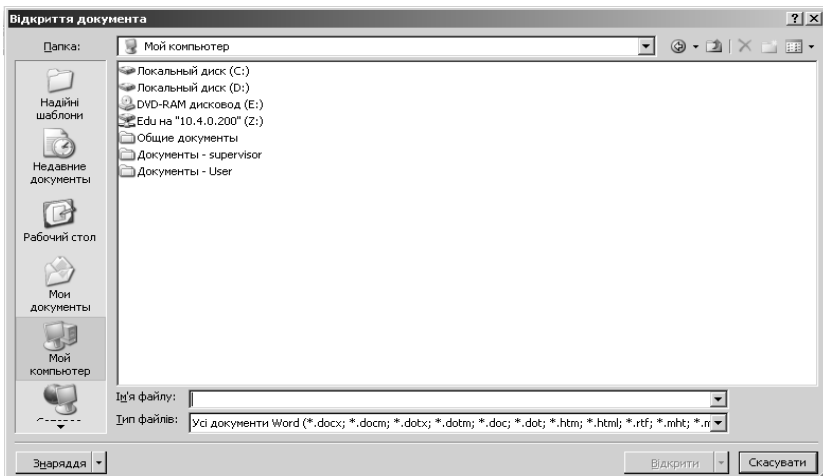 Відкриття документа
Папка:
Мой компьютер
Надійні
шаблони
Недавние
документы
Рабочий стол
Мои
документы
Мой
компьютер
Локальный диск (C:)
Локальный диск (D:)
DVD-RAM дисковод (E:)
Edu на "10.4.0.200" (Z:)
Общие документы
Документы - supervisor
Документы - User
Ім'я файлу:
Тип файлів:
Усі документи Word (*.docx; *.docm; *.dotx; *.dotm; *.doc; *.dot; *.htm; *.html; *.rtf; *.mht; *.m
Знаряддя
Відкрити
Скасувати